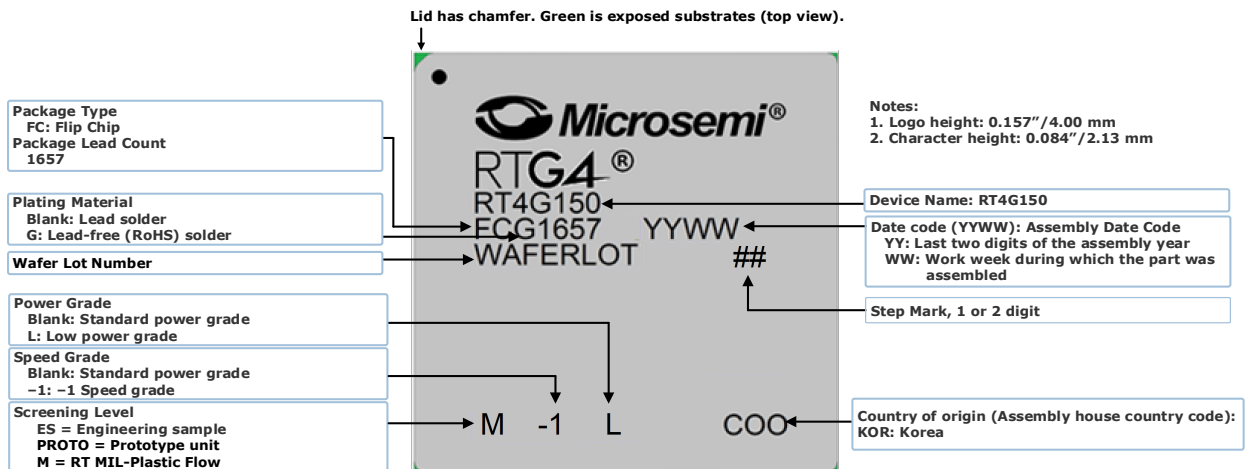 Lid has chamfer. Green is exposed substrates (top view).
Package Type
FC: Flip Chip
Package Lead Count
1657
Plating Material
Blank: Lead solder
G: Lead-free (RoHS) solder
Wafer Lot Number
Power Grade
Blank: Standard power grade
L: Low power grade
Speed Grade
Blank: Standard power grade
–1: –1 Speed grade
Screening Level
ES = Engineering sample
PROTO = Prototype unit
M = RT MIL-Plastic Flow
Microsemi®
RTG4®
RT4G150
FCG1657 YYWW
WAFERLOT ##
M -1 L COO
Notes:
1. Logo height: 0.157”/4.00 mm
2. Character height: 0.084”/2.13 mm
Device Name: RT4G150
Date code (YYWW): Assembly Date Code
YY: Last two digits of the assembly year
WW: Work week during which the part was
assembled
Step Mark, 1 or 2 digit
Country of origin (Assembly house country code):
KOR: Korea